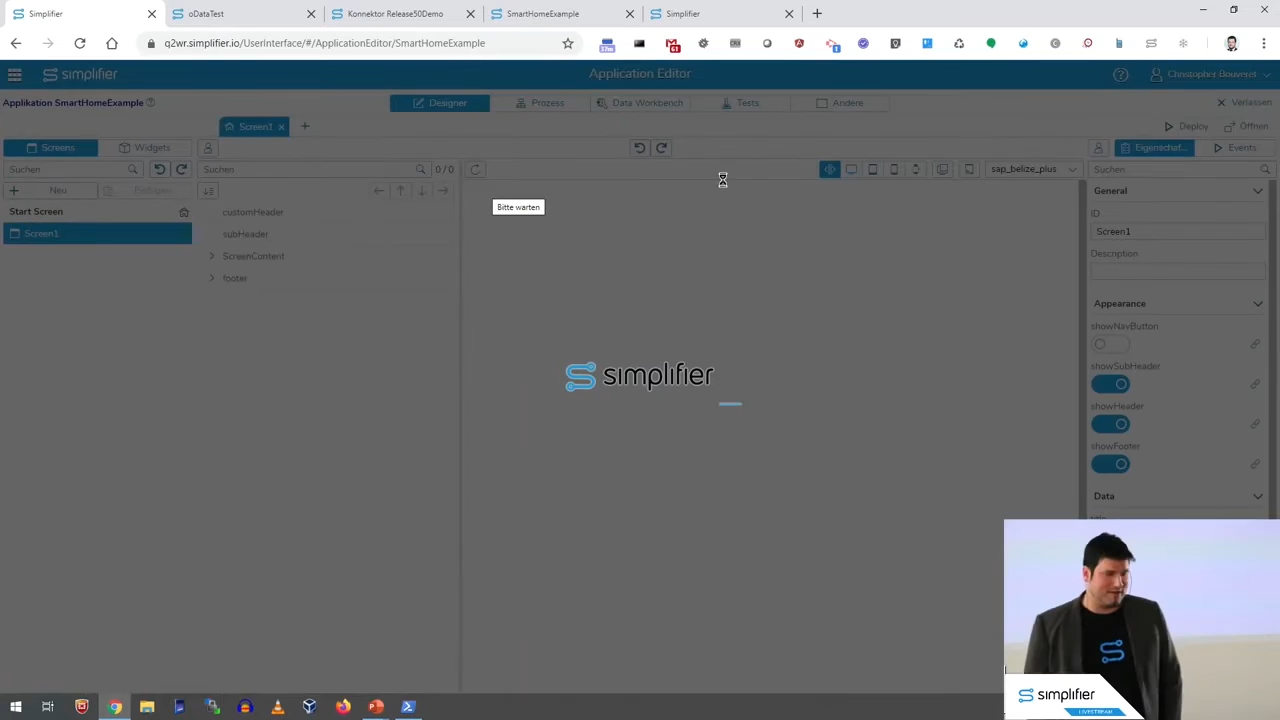 Simplifier
oDataTest
Konnektor Release50Demo
SmartHomeExample
Simplifier
q2wr.simplifier.io/UserInterface/#/ApplicationEditor/SmartHomeExample
simplifier
Application Editor
Christopher Bouveret
Applikation SmartHomeExample
Designer
Prozess
Data Workbench
Tests
Andere
Verlassen
Screen1
Deploy
Öffnen
Screens
Widgets
Eigenschaf...
Events
Suchen
Suchen
0 / 0
sap_belize_plus
Suchen...
Neu
Start Screen
Screen1
customHeader
subHeader
ScreenContent
footer
Bitte warten
simplifier
General
ID
Screen1
Description
Appearance
showNavButton
showSubHeader
showHeader
showFooter
Data
simplifier
LIVESTREAM